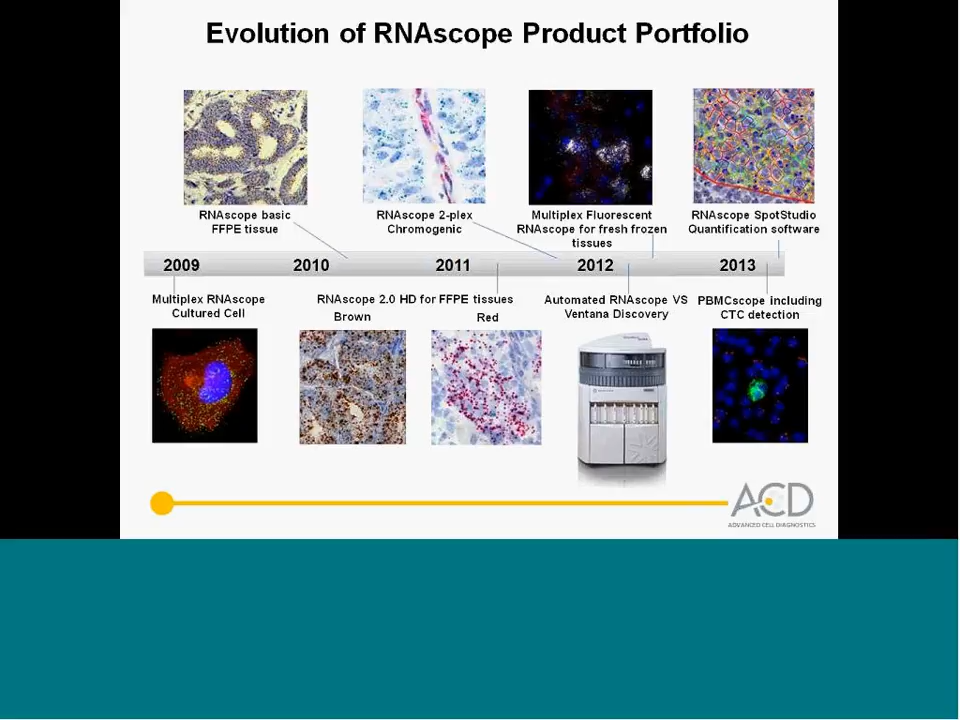 Evolution of RNAscope Product Portfolio
RNAscope basic
FFPE tissue
RNAscope 2-plex
Chromogenic
Multiplex Fluorescent
RNAscope for fresh frozen
tissues
RNAscope SpotStudio
Quantification software
2009 2010 2011 2012 2013
Multiplex RNAscope
Cultured Cell
RNAscope 2.0 HD for FFPE tissues
Brown Red
Automated RNAscope VS
Ventana Discovery
PBMCscope including
CTC detection
ACD
ADVANCED CELL DIAGNOSTICS